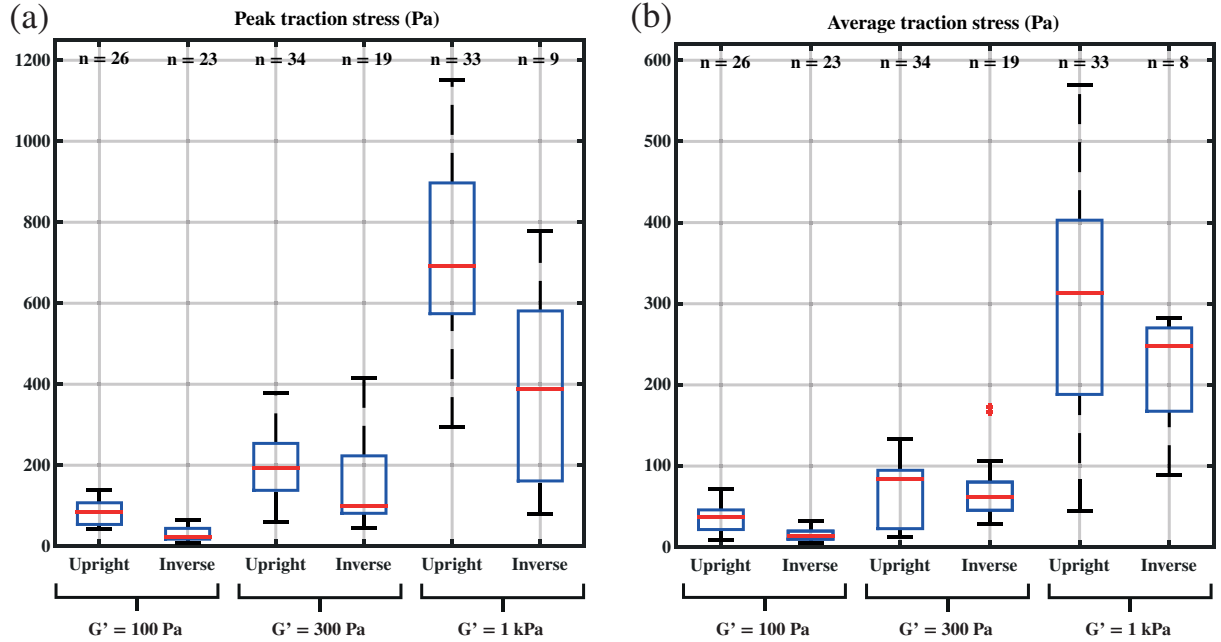 (a)
Peak traction stress (Pa)
n = 26 n = 23 n = 34 n = 19 n = 33 n = 9
1200
1000
800
600
400
200
0
Upright Inverse Upright Inverse Upright Inverse
G’ = 100 Pa G’ = 300 Pa G’ = 1 kPa
(b)
Average traction stress (Pa)
n = 26 n = 23 n = 34 n = 19 n = 33 n = 8
600
500
400
300
200
100
0
Upright Inverse Upright Inverse Upright Inverse
G’ = 100 Pa G’ = 300 Pa G’ = 1 kPa